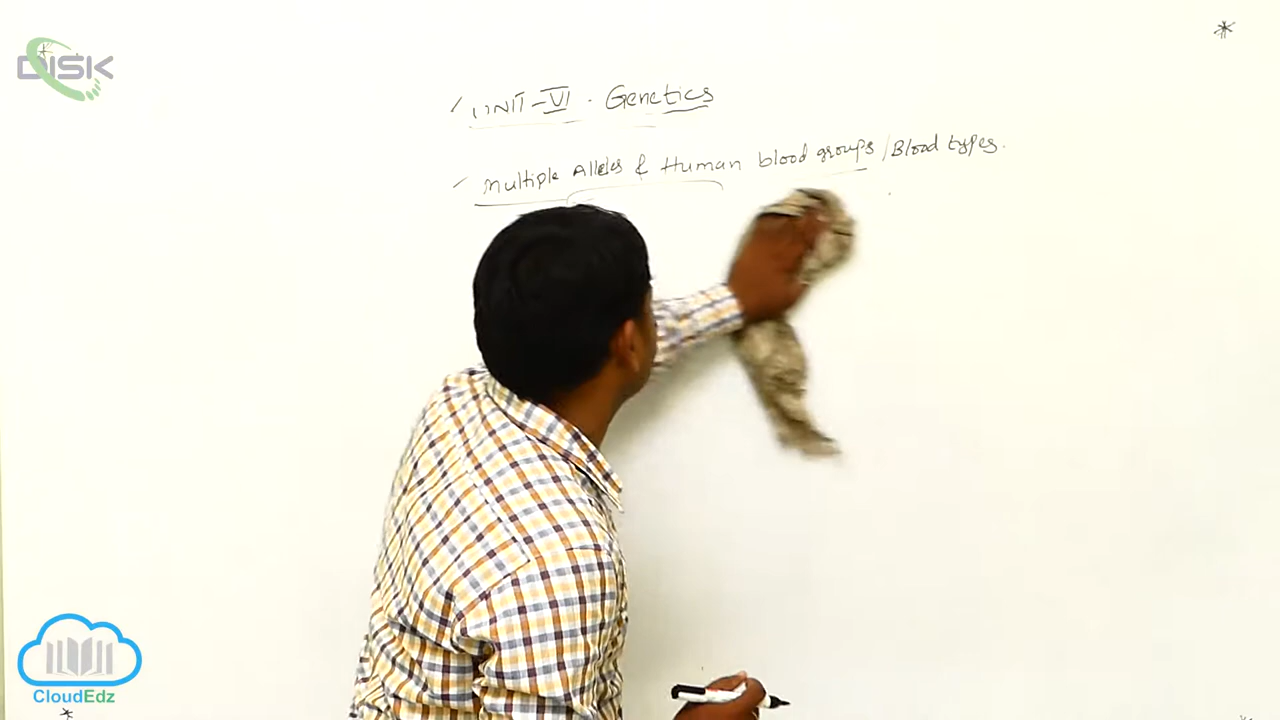 DISK
UNIT-VI. Genetics
Multiple Alleles & Human blood groups/Blood types.
CloudEdz